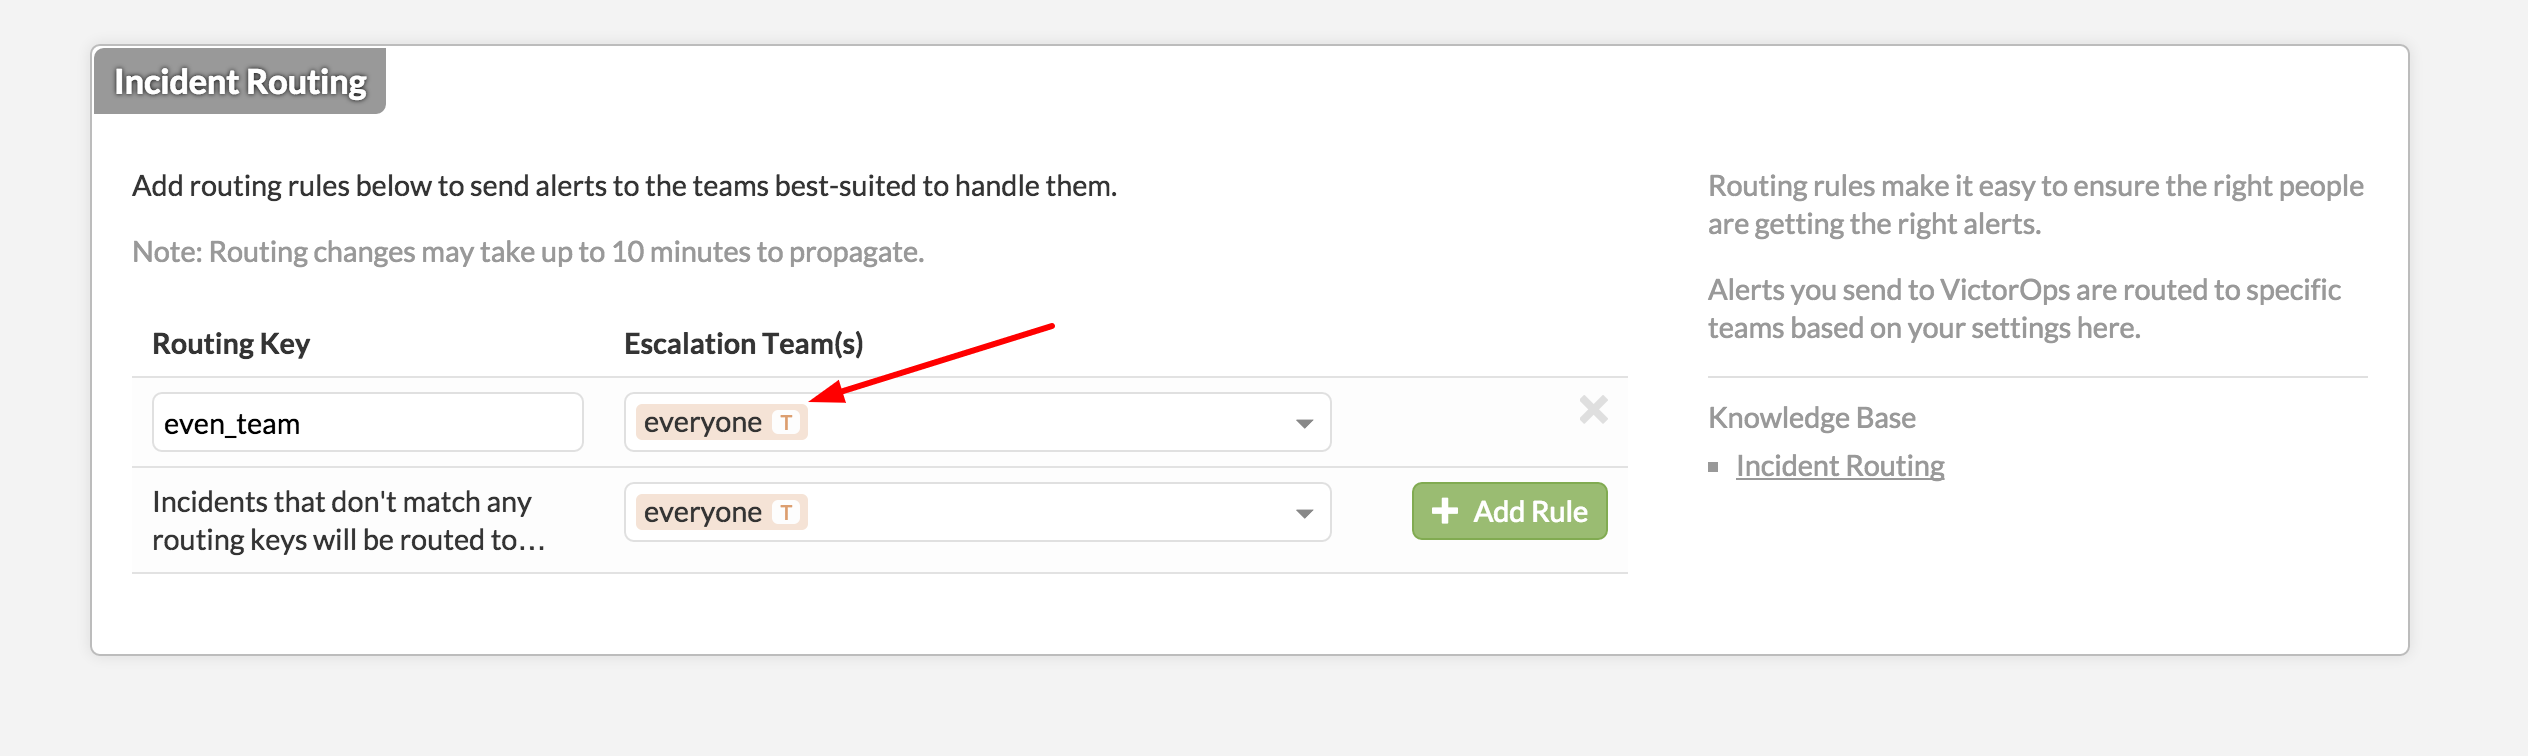 Incident Routing
Add routing rules below to send alerts to the teams best-suited to handle them.
Note: Routing changes may take up to 10 minutes to propagate.
Routing Key
Escalation Team(s)
even_team
everyone T
Incidents that don't match any
routing keys will be routed to...
everyone T
Add Rule
Routing rules make it easy to ensure the right people
are getting the right alerts.
Alerts you send to VictorOps are routed to specific
teams based on your settings here.
Knowledge Base
Incident Routing